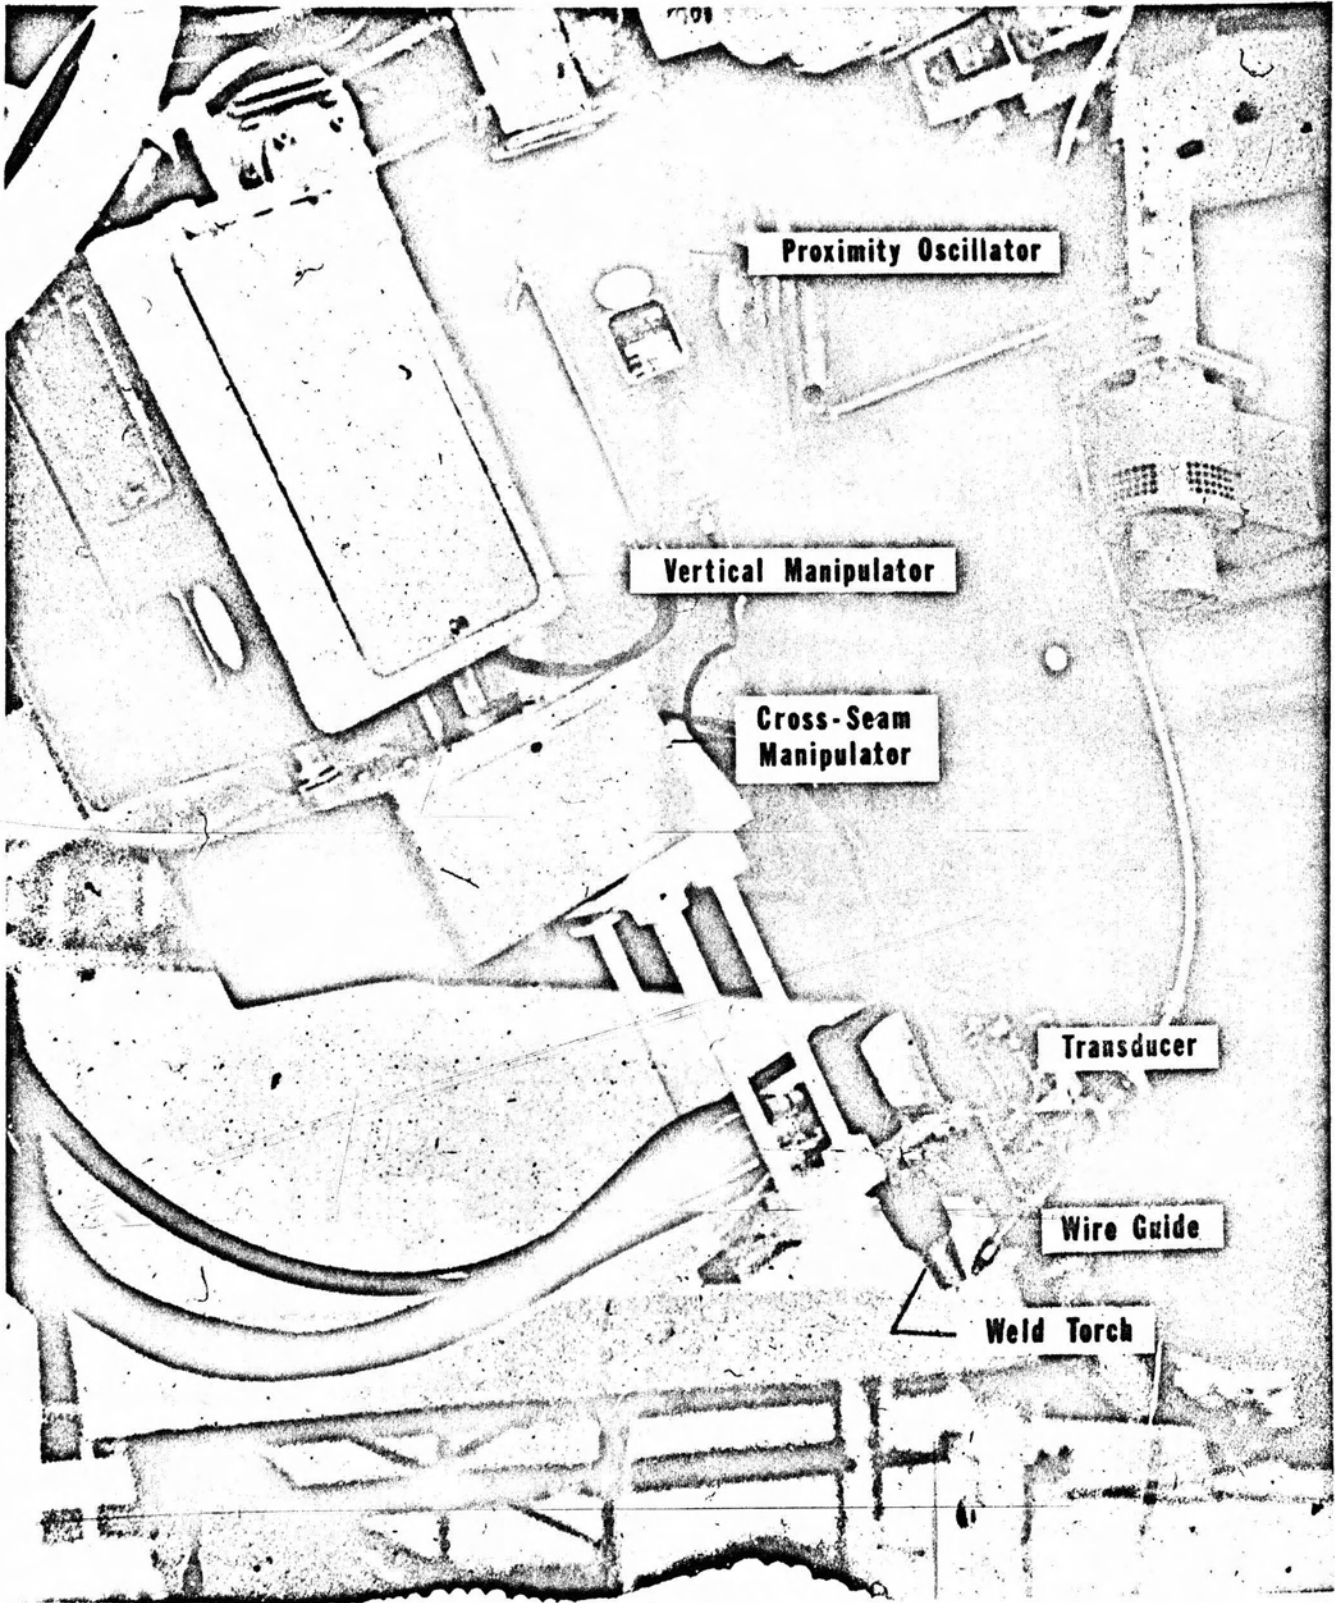 Proximity Oscillator
Vertical Manipulator
Cross-Seam
Manipulator
Transducer
Wire Guide
Weld Torch